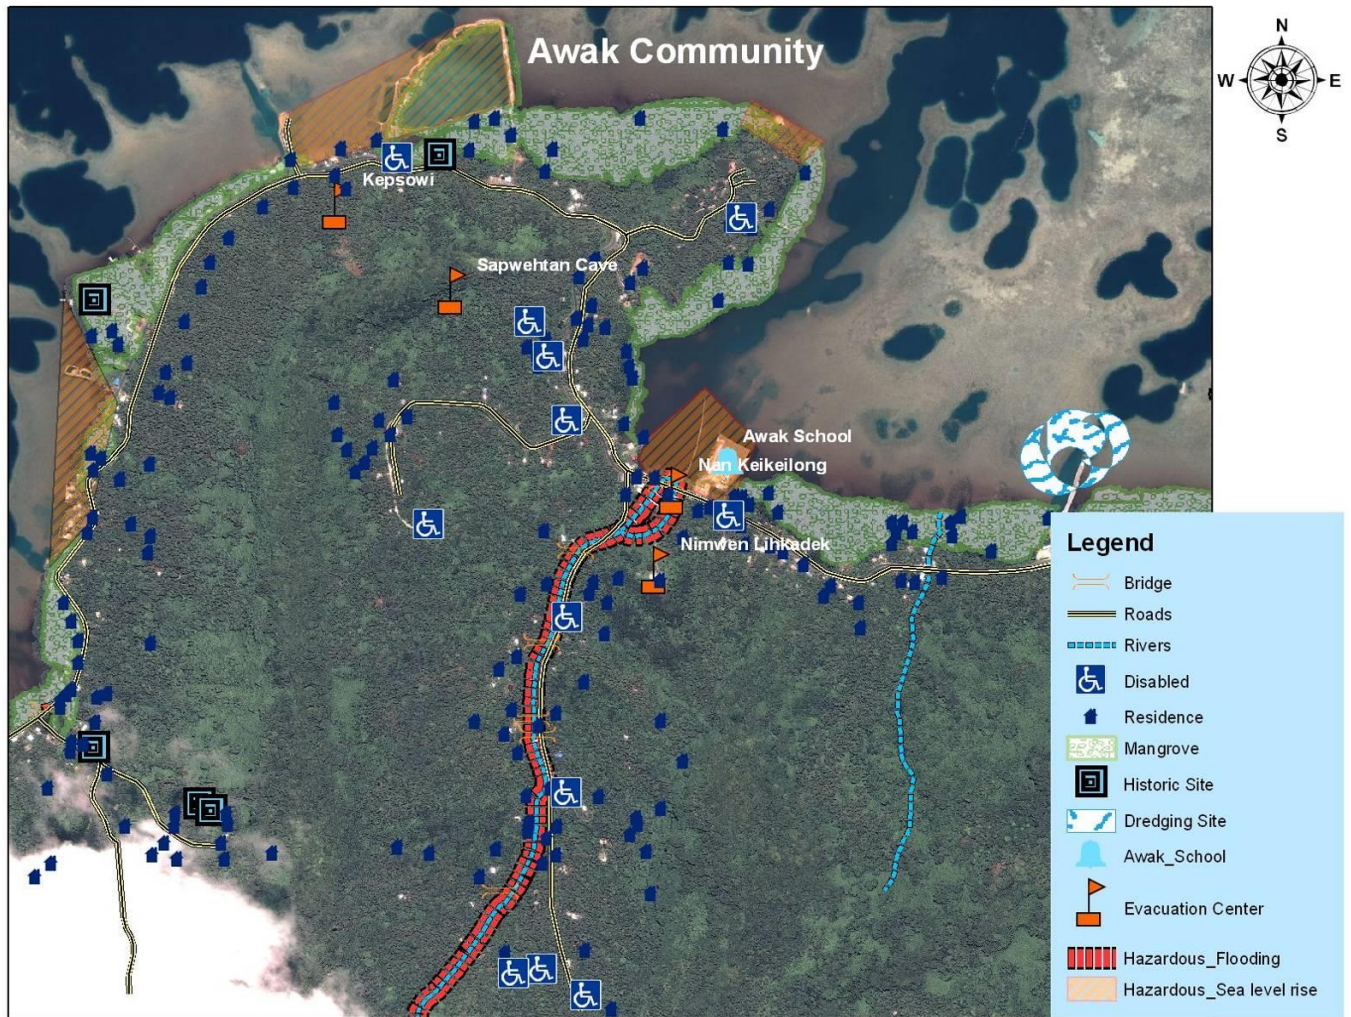 Awak Community
N
W E
S
Kepsowi
Sapwehtan Cave
Awak School
Nan Keikeilong
Nimwen Lihkadek
Legend
Bridge
Roads
Rivers
Disabled
Residence
Mangrove
Historic Site
Dredging Site
Awak_School
Evacuation Center
Hazardous_Flooding
Hazardous_Sea level rise